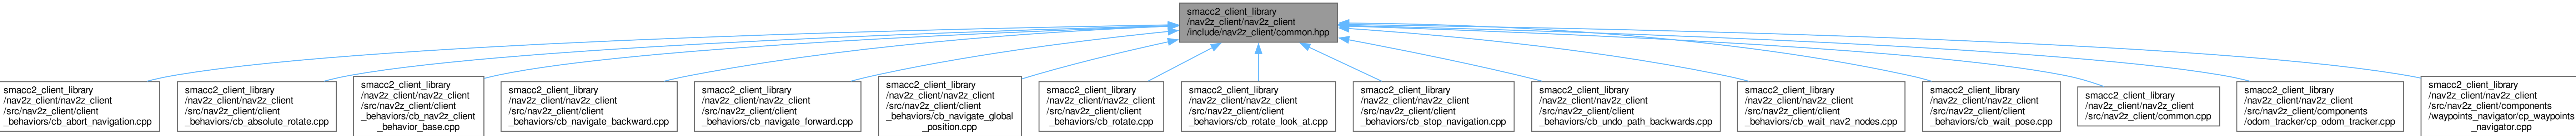 smacc2_client_library
/nav2z_client/nav2z_client
/include/nav2z_client/common.hpp
smacc2_client_library
/nav2z_client/nav2z_client
/src/nav2z_client/client
_behaviors/cb_abort_navigation.cpp
smacc2_client_library
/nav2z_client/nav2z_client
/src/nav2z_client/client
_behaviors/cb_absolute_rotate.cpp
smacc2_client_library
/nav2z_client/nav2z_client
/src/nav2z_client/client
_behaviors/cb_nav2z_client
_behavior_base.cpp
smacc2_client_library
/nav2z_client/nav2z_client
/src/nav2z_client/client
_behaviors/cb_navigate_backward.cpp
smacc2_client_library
/nav2z_client/nav2z_client
/src/nav2z_client/client
_behaviors/cb_navigate_forward.cpp
smacc2_client_library
/nav2z_client/nav2z_client
/src/nav2z_client/client
_behaviors/cb_navigate_global
_position.cpp
smacc2_client_library
/nav2z_client/nav2z_client
/src/nav2z_client/client
_behaviors/cb_rotate.cpp
smacc2_client_library
/nav2z_client/nav2z_client
/src/nav2z_client/client
_behaviors/cb_rotate_look_at.cpp
smacc2_client_library
/nav2z_client/nav2z_client
/src/nav2z_client/client
_behaviors/cb_stop_navigation.cpp
smacc2_client_library
/nav2z_client/nav2z_client
/src/nav2z_client/client
_behaviors/cb_undo_path_backwards.cpp
smacc2_client_library
/nav2z_client/nav2z_client
/src/nav2z_client/client
_behaviors/cb_wait_nav2_nodes.cpp
smacc2_client_library
/nav2z_client/nav2z_client
/src/nav2z_client/client
_behaviors/cb_wait_pose.cpp
smacc2_client_library
/nav2z_client/nav2z_client
/src/nav2z_client/common.cpp
smacc2_client_library
/nav2z_client/nav2z_client
/src/nav2z_client/components
/odom_tracker/cp_odom_tracker.cpp
smacc2_client_library
/nav2z_client/nav2z_client
/src/nav2z_client/components
/waypoints_navigator/cp_waypoints
_navigator.cpp